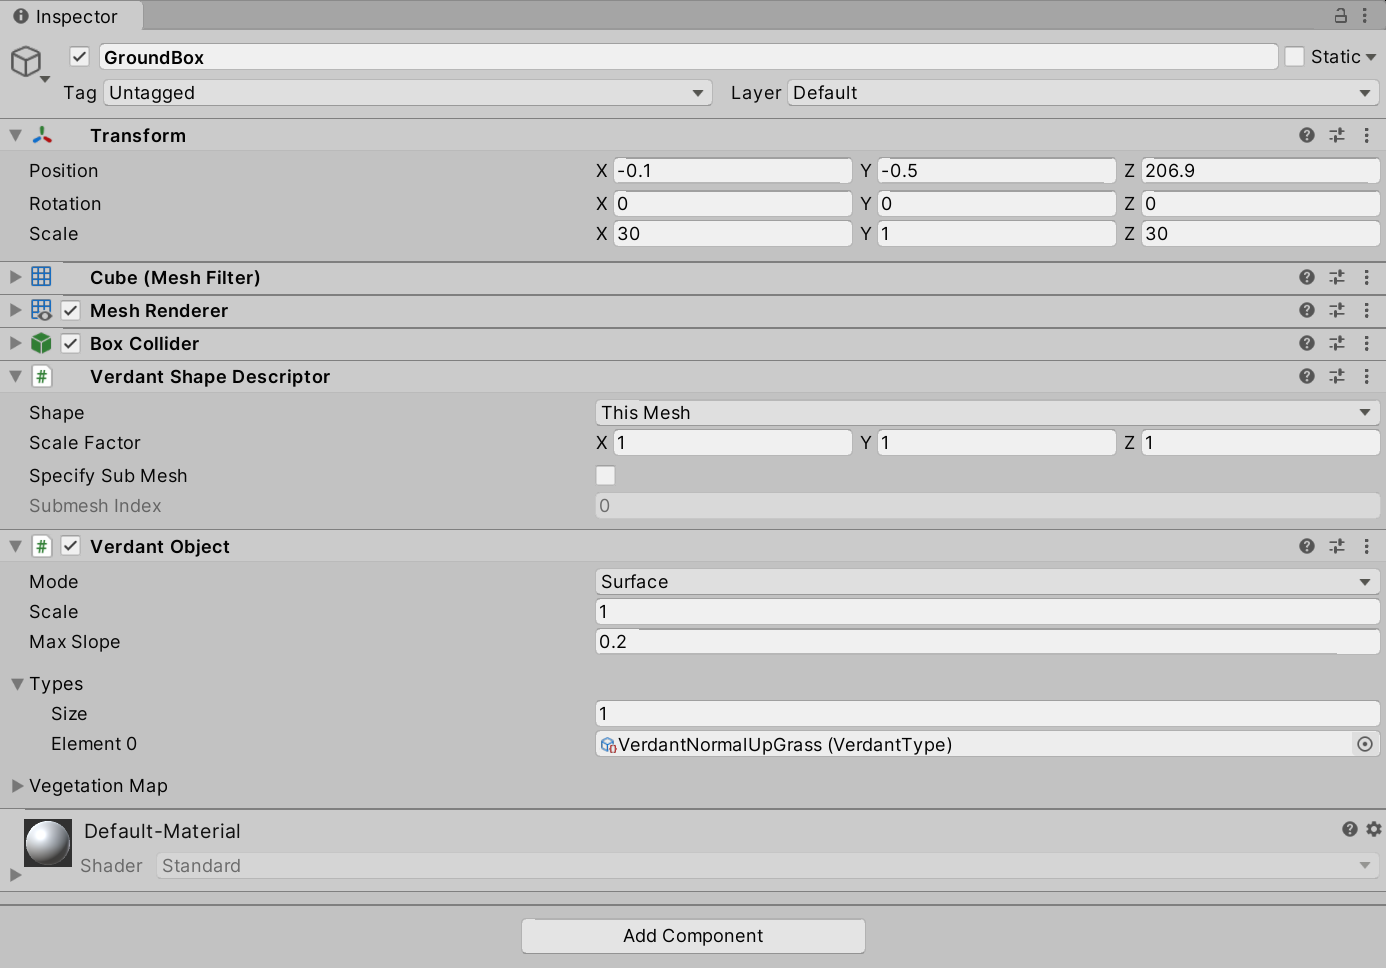 Inspector
GroundBox
Static
Tag Untagged Layer Default
Transform
Position X -0.1 Y -0.5 Z 206.9
Rotation X 0 Y 0 Z 0
Scale X 30 Y 1 Z 30
Cube (Mesh Filter)
Mesh Renderer
Box Collider
# Verdant Shape Descriptor
Shape This Mesh
Scale Factor X 1 Y 1 Z 1
Specify Sub Mesh
Submesh Index 0
# Verdant Object
Mode Surface
Scale 1
Max Slope 0.2
Types
Size 1
Element 0 VerdantNormalUpGrass (VerdantType)
Vegetation Map
Default-Material
Shader Standard
Add Component